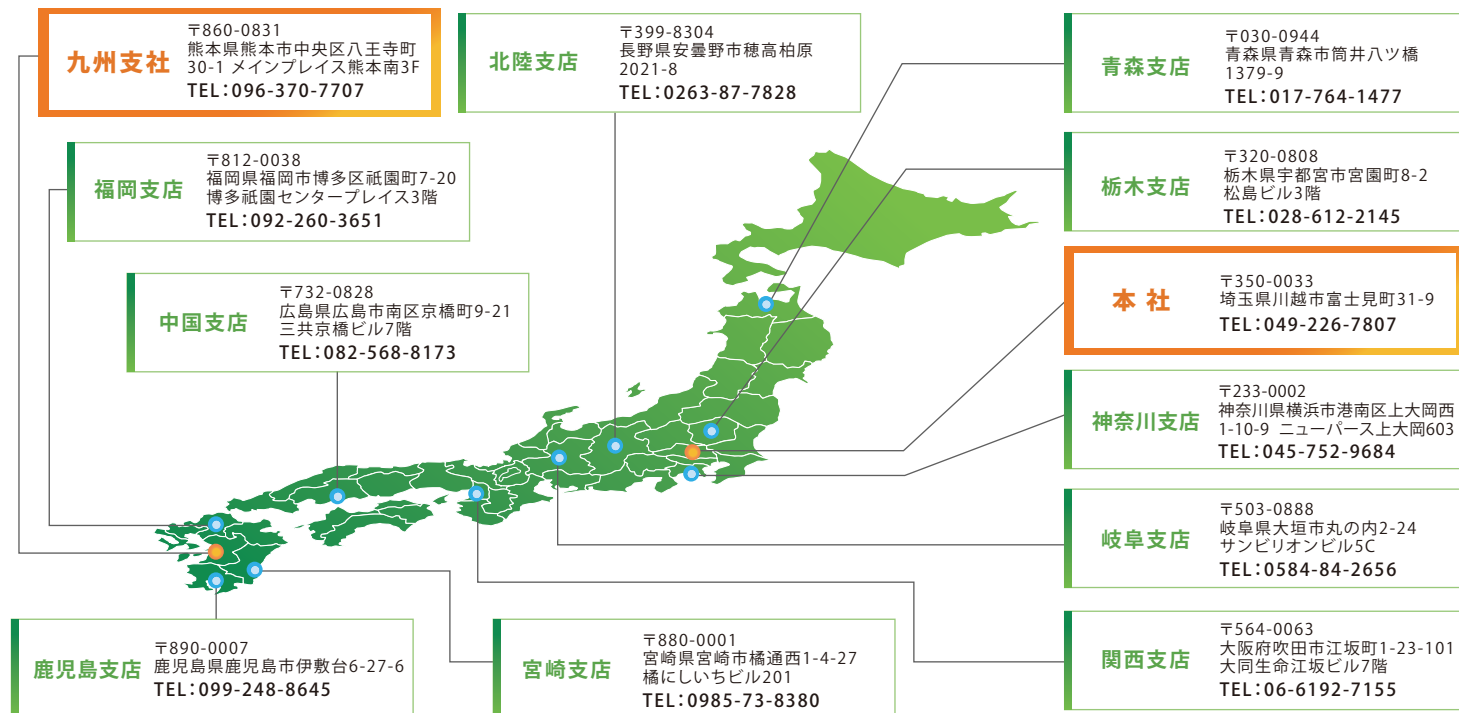 九州支社
〒860-0831
熊本県熊本市中央区八王寺町
30-1 メインプレイス熊本南3F
TEL:096-370-7707
北陸支店
〒399-8304
長野県安曇野市穂高柏原
2021-8
TEL:0263-87-7828
青森支店
〒030-0944
青森県青森市筒井八ツ橋
1379-9
TEL:017-764-1477
福岡支店
〒812-0038
福岡県福岡市博多区祇園町7-20
博多祇園センタープレイス3階
TEL:092-260-3651
栃木支店
〒320-0808
栃木県宇都宮市宮園町8-2
松島ビル3階
TEL:028-612-2145
中国支店
〒732-0828
広島県広島市南区京橋町9-21
三共京橋ビル7階
TEL:082-568-8173
本社
〒350-0033
埼玉県川越市富士見町31-9
TEL:049-226-7807
神奈川支店
〒233-0002
神奈川県横浜市港南区上大岡西
1-10-9 ニューパース上大岡603
TEL:045-752-9684
岐阜支店
〒503-0888
岐阜県大垣市丸の内2-24
サンビリオンビル5C
TEL:0584-84-2656
鹿児島支店
〒890-0007
鹿児島県鹿児島市伊敷台6-27-6
TEL:099-248-8645
宮崎支店
〒880-0001
宮崎県宮崎市橘通西1-4-27
橘にしいちビル201
TEL:0985-73-8380
関西支店
〒564-0063
大阪府吹田市江坂町1-23-101
大同生命江坂ビル7階
TEL:06-6192-7155